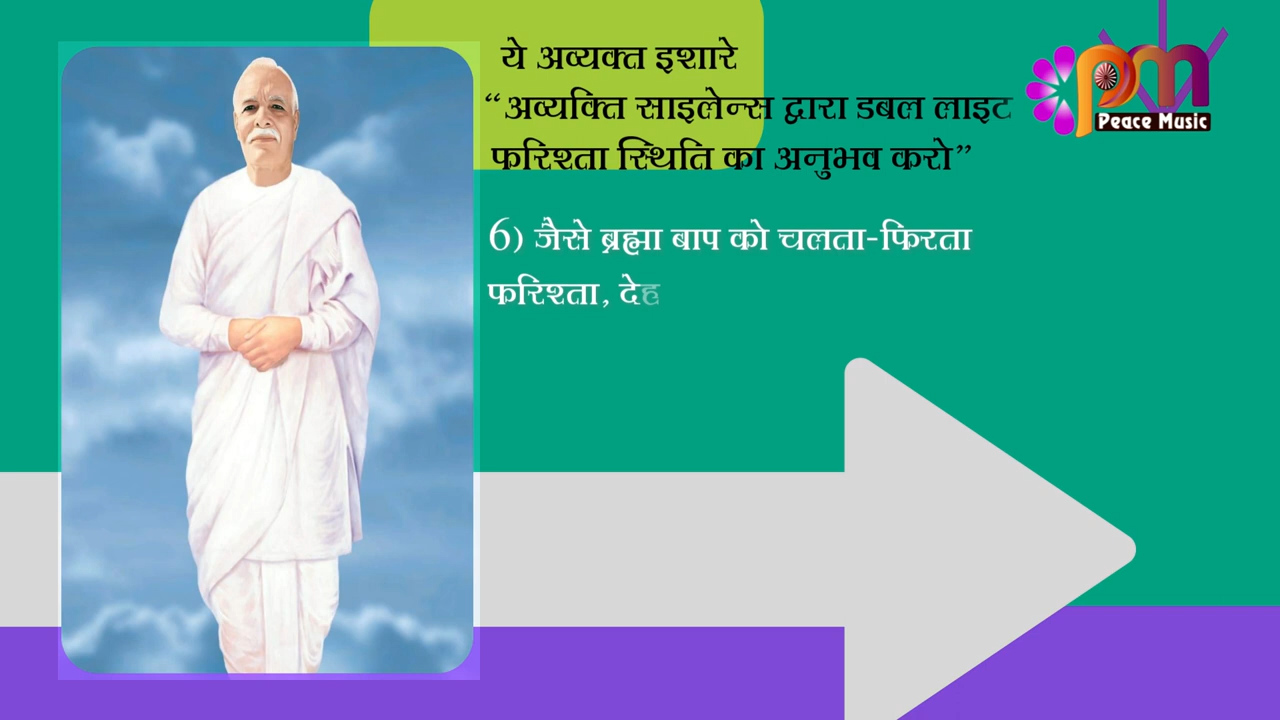 ये अव्यक्त इशारे
“अव्यक्ति साइलेन्स द्वारा डबल लाइट
फरिश्ता स्थिति का अनुभव करो”
6) जैसे ब्रह्मा बाप को चलता-फिरता
फरिश्ता, देह
pm
Peace Music